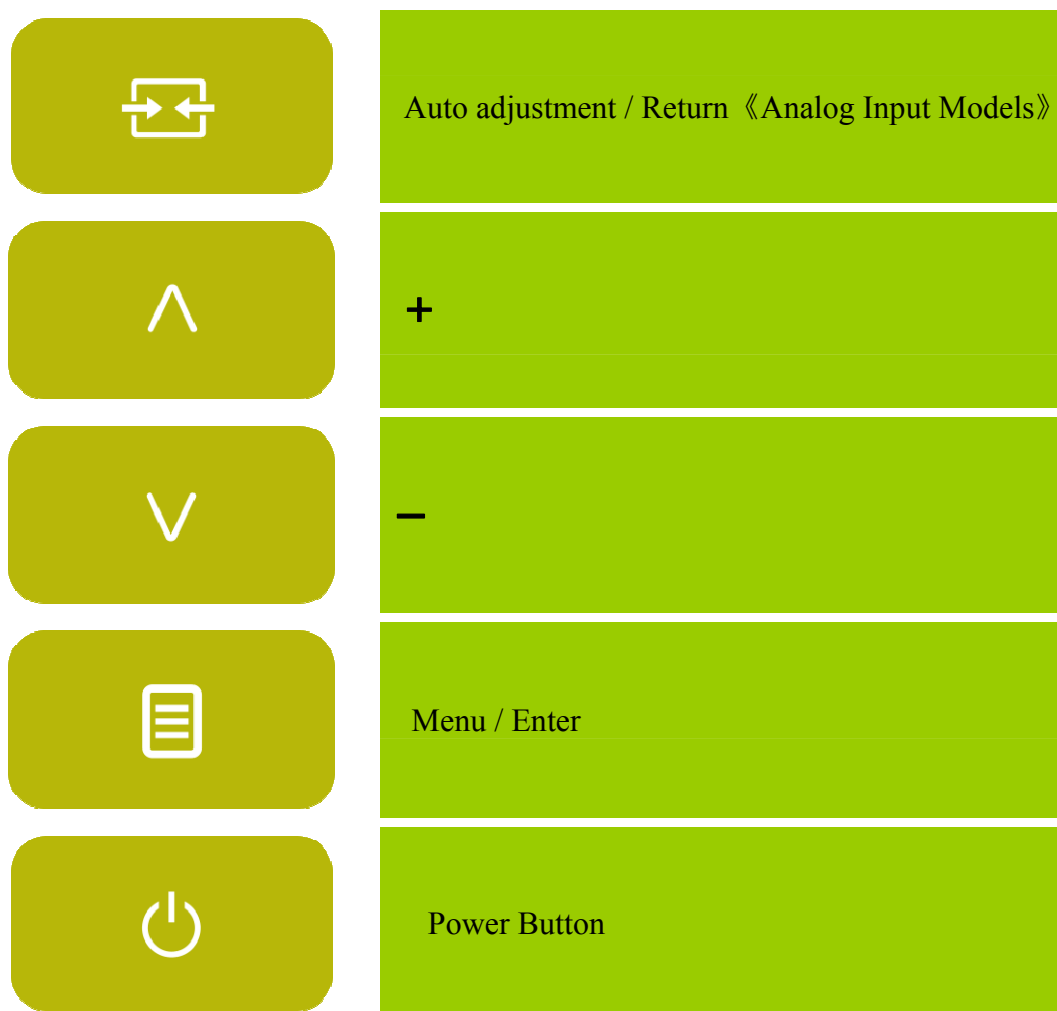 Auto adjustment / Return《Analog Input Models》
+
−
Menu / Enter
Power Button